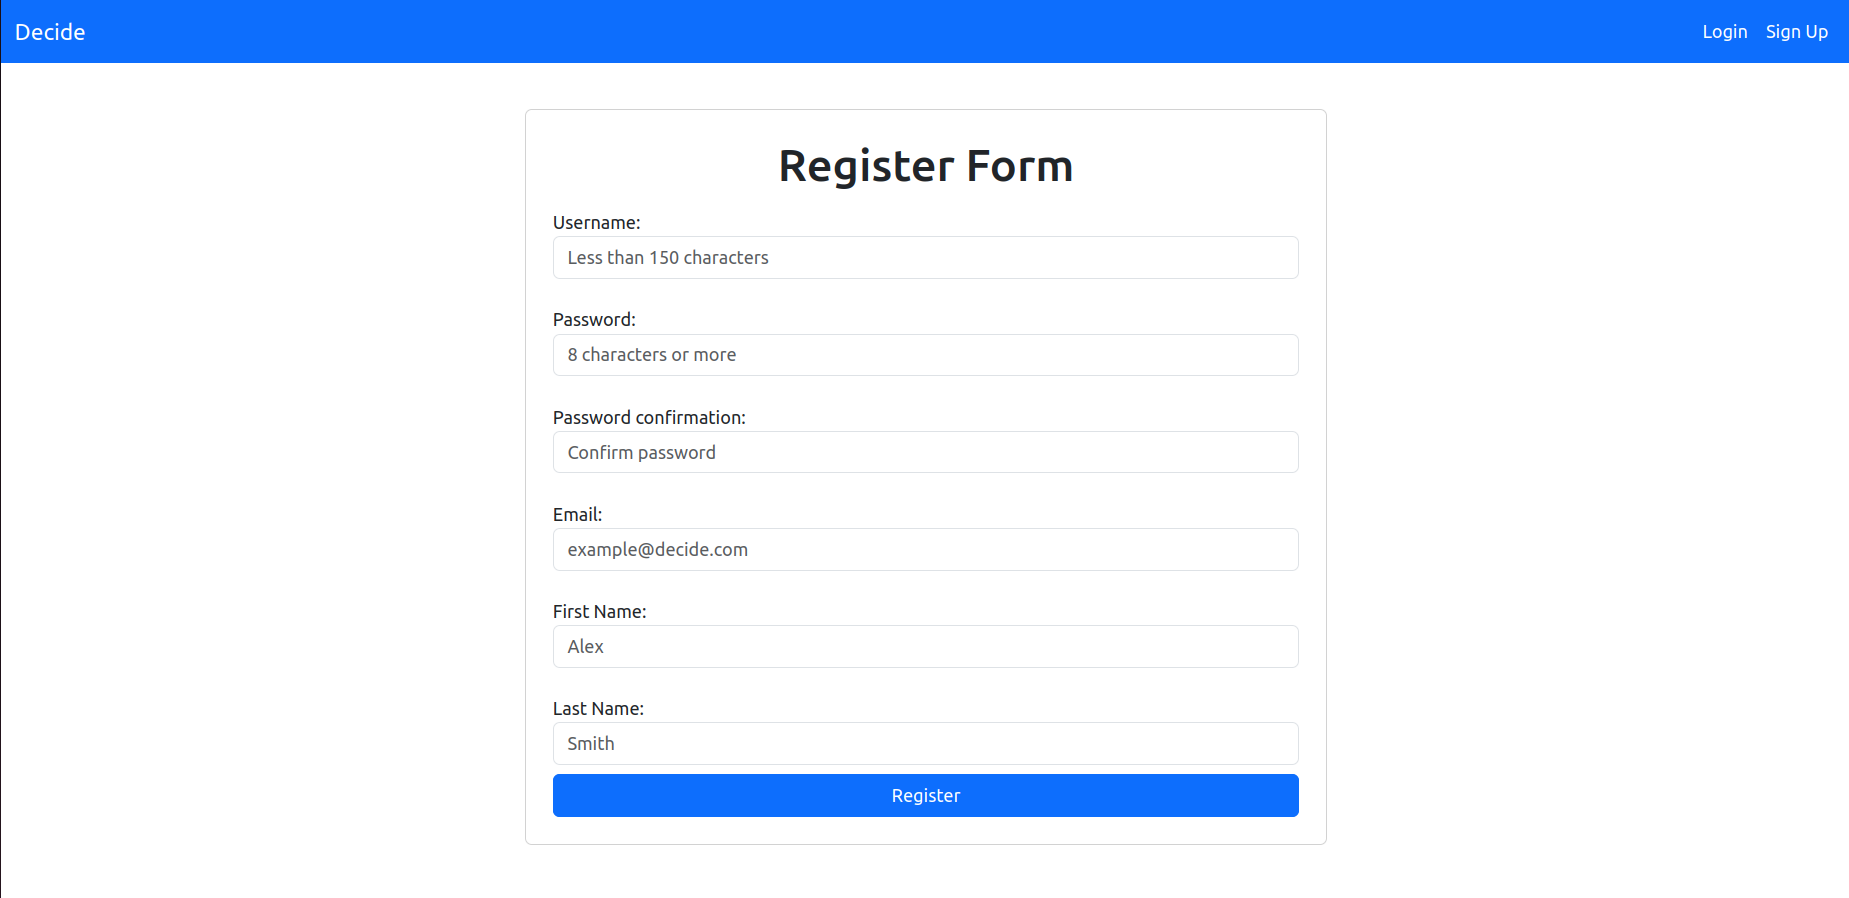 Decide
Login Sign Up
Register Form
Username:
Less than 150 characters
Password:
8 characters or more
Password confirmation:
Confirm password
Email:
example@decide.com
First Name:
Alex
Last Name:
Smith
Register